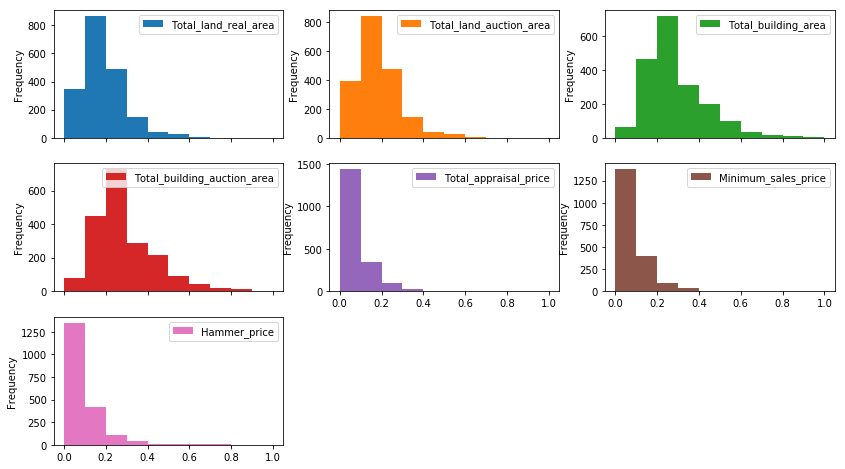 Total_land_real_area
Frequency
800
600
400
200
0
Total_land_auction_area
Frequency
800
600
400
200
0
Total_building_area
Frequency
600
400
200
0
Total_building_auction_area
Frequency
600
400
200
0
Total_appraisal_price
Frequency
1500
1000
500
0
0.0 0.2 0.4 0.6 0.8 1.0
Minimum_sales_price
Frequency
1250
1000
750
500
250
0
0.0 0.2 0.4 0.6 0.8 1.0
Hammer_price
Frequency
1250
1000
750
500
250
0
0.0 0.2 0.4 0.6 0.8 1.0